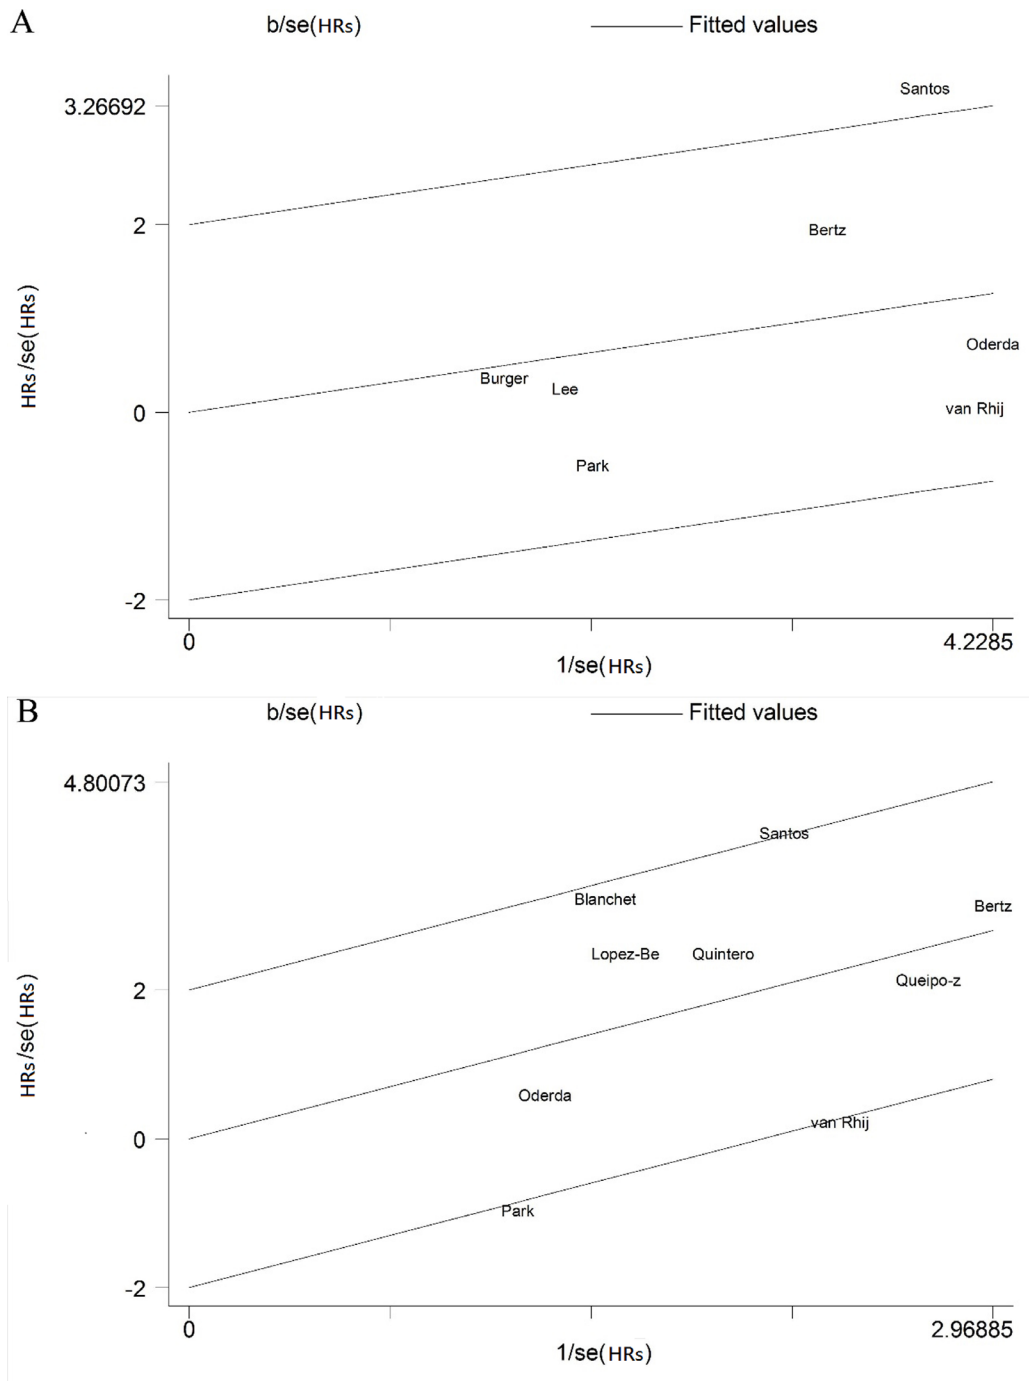 A
b/se(HRs) Fitted values
3.26692
Santos
2
Bertz
Oderda
HRs/se(HRs)
Burger
Lee
0
van Rhij
Park
-2
0 4.2285
1/se(HRs)
B
b/se(HRs) Fitted values
4.80073
Santos
Blanchet
Bertz
Lopez-Be Quintero
Queipo-z
2
HRs/se(HRs)
Oderda
van Rhij
0
Park
-2
0 2.96885
1/se(HRs)